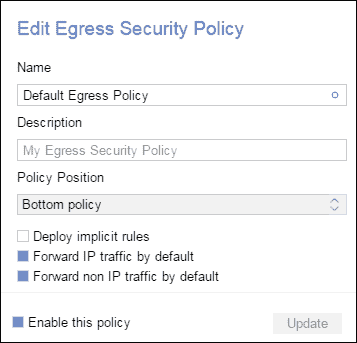 Edit Egress Security Policy
Name
Default Egress Policy
Description
My Egress Security Policy
Policy Position
Bottom policy
Deploy implicit rules
Forward IP traffic by default
Forward non IP traffic by default
Enable this policy
Update